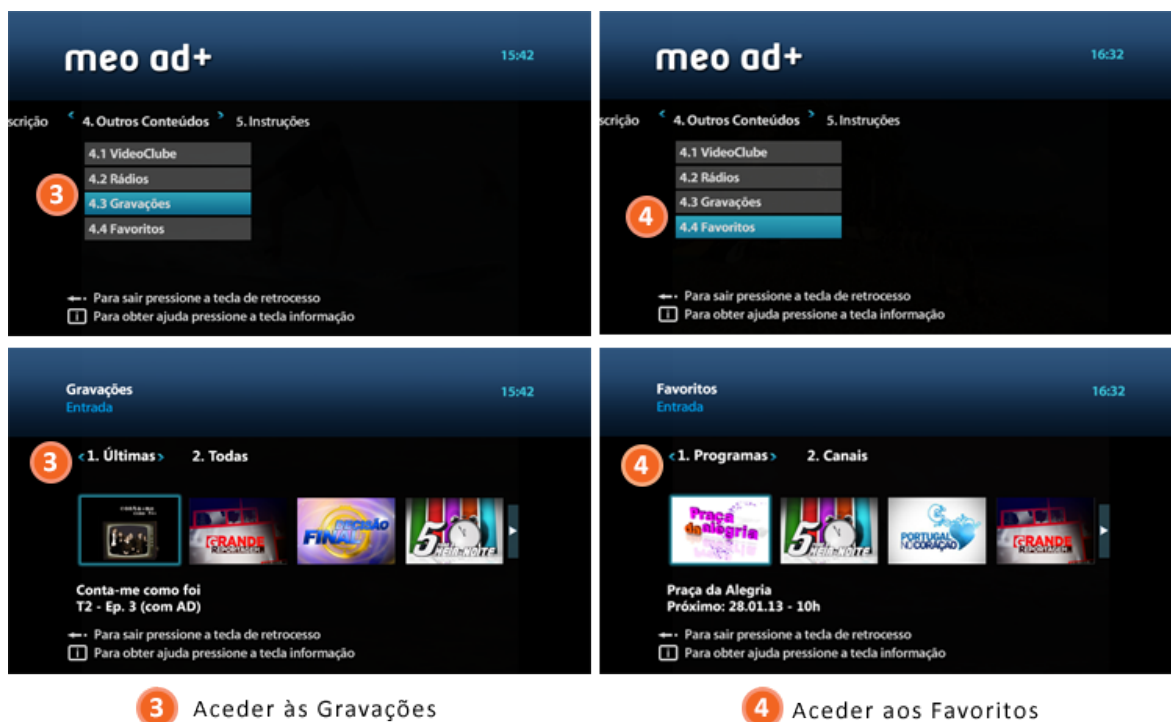 meo ad+
15:42
scrição < 4. Outros Conteúdos > 5. Instruções
4.1 VideoClube
4.2 Rádios
3
4.3 Gravações
4.4 Favoritos
Para sair pressione a tecla de retrocesso
i Para obter ajuda pressione a tecla informação
meo ad+
16:32
scrição < 4. Outros Conteúdos > 5. Instruções
4.1 VideoClube
4.2 Rádios
4.3 Gravações
4
4.4 Favoritos
Para sair pressione a tecla de retrocesso
i Para obter ajuda pressione a tecla informação
Gravações
15:42
Entrada
3 <1. Últimas> 2. Todas
conta-me
como foi
GRANDE
REPORTAGEM
DECISÃO
FINAL
5
MEIA-NOITE
Conta-me como foi
T2 - Ep. 3 (com AD)
Para sair pressione a tecla de retrocesso
i Para obter ajuda pressione a tecla informação
Favoritos
16:32
Entrada
4 <1. Programas> 2. Canais
Praça
da alegria
5
MEIA-NOITE
PORTUGAL
NO CORAÇÃO
GRANDE
REPORTAGEM
Praça da Alegria
Próximo: 28.01.13 - 10h
Para sair pressione a tecla de retrocesso
i Para obter ajuda pressione a tecla informação
3 Aceder às Gravações
4 Aceder aos Favoritos